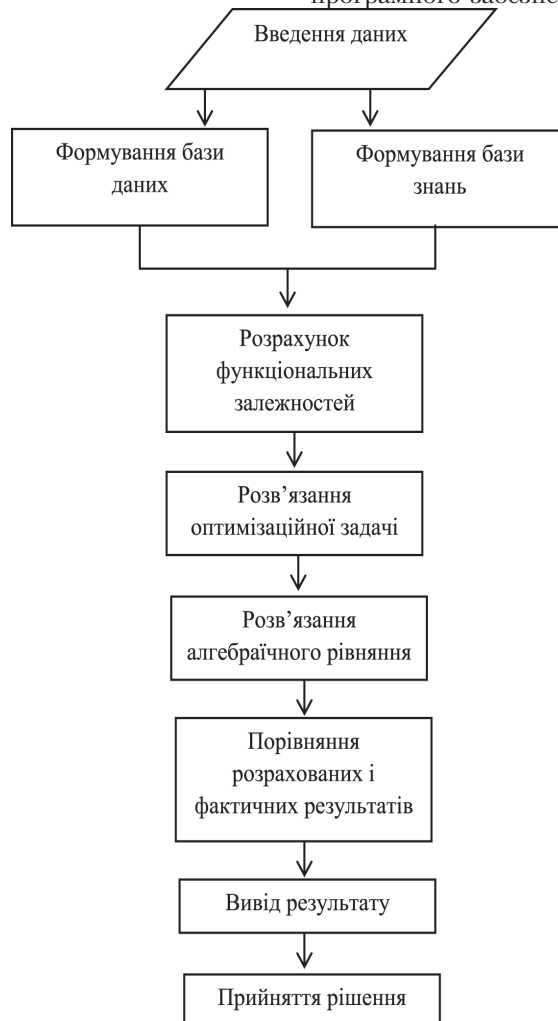 Введення даних
Формування бази
даних
Формування бази
знань
Розрахунок
функціональних
залежностей
Розв’язання
оптимізаційної задачі
Розв’язання
алгебраїчного рівняння
Порівняння
розрахованих і
фактичних результатів
Вивід результату
Прийняття рішення